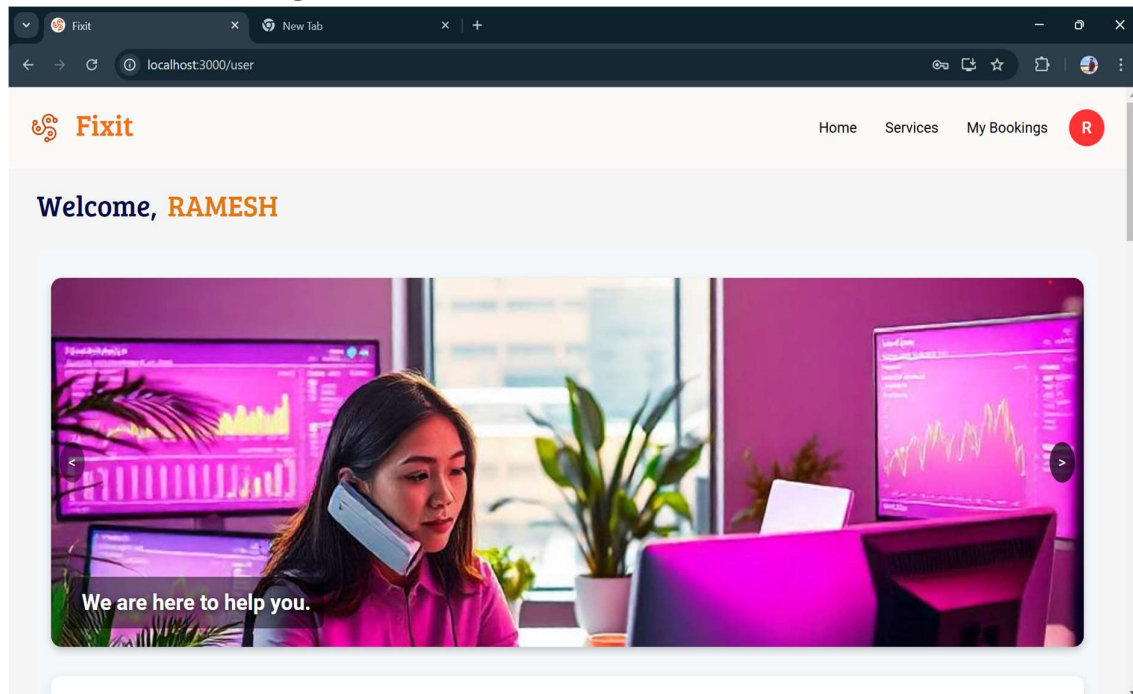 Fixit
New Tab
localhost:3000/user
Fixit
Home Services My Bookings R
Welcome, RAMESH
< >
We are here to help you.